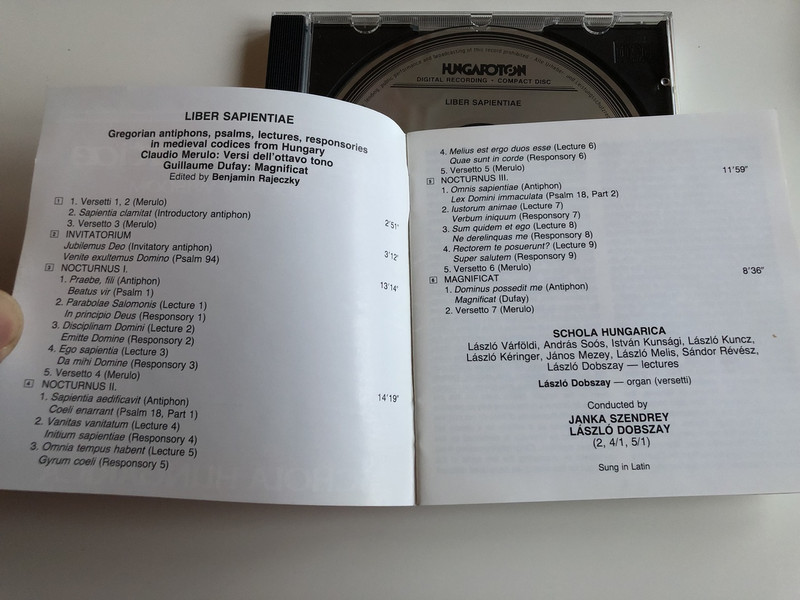 HUNGAROTON
DIGITAL RECORDING - COMPACT DISC
LIBER SAPIENTIAE
LIBER SAPIENTIAE
Gregorian antiphons, psalms, lectures, responsories
in medieval codices from Hungary
Claudio Merulo: Versi dell'ottavo tono
Guillaume Dufay: Magnificat
Edited by Benjamin Rajeczky
1 1. Versetti 1, 2 (Merulo)
2. Sapientia clamitat (Introductory antiphon)
3. Versetto 3 (Merulo) 2'51"
2 INVITATORIUM
Jubilemus Deo (Invitatory antiphon)
Venite exultemus Domino (Psalm 94) 3'12"
3 NOCTURNUS I.
1. Praebe, fili (Antiphon) 13'14"
Beatus vir (Psalm 1)
2. Parabolae Salomonis (Lecture 1)
In principio Deus (Responsory 1)
3. Disciplinam Domini (Lecture 2)
Emitte Domine (Responsory 2)
4. Ego sapientia (Lecture 3)
Da mihi Domine (Responsory 3)
5. Versetto 4 (Merulo)
4 NOCTURNUS II.
1. Sapientia aedificavit (Antiphon) 14'19"
Coeli enarrant (Psalm 18, Part 1)
2. Vanitas vanitatum (Lecture 4)
Initium sapientiae (Responsory 4)
3. Omnia tempus habent (Lecture 5)
Gyrum coeli (Responsory 5)
4. Melius est ergo duos esse (Lecture 6)
Quae sunt in corde (Responsory 6)
5. Versetto 5 (Merulo)
5 NOCTURNUS III. 11'59"
1. Omnis sapientiae (Antiphon)
Lex Domini immaculata (Psalm 18, Part 2)
2. Iustorum animae (Lecture 7)
Verbum iniquum (Responsory 7)
3. Sum quidem et ego (Lecture 8)
Ne derelinquas me (Responsory 8)
4. Rectorem te posuerunt? (Lecture 9)
Super salutem (Responsory 9)
5. Versetto 6 (Merulo)
6 MAGNIFICAT 8'36"
1. Dominus possedit me (Antiphon)
Magnificat (Dufay)
2. Versetto 7 (Merulo)
SCHOLA HUNGARICA
László Várföldi, András Soós, István Kunsági, László Kuncz,
László Kéringer, János Mezey, László Melis, Sándor Révész,
László Dobszay — lectures
László Dobszay — organ (versetti)
Conducted by
JANKA SZENDREY
LÁSZLÓ DOBSZAY
(2, 4/1, 5/1)
Sung in Latin